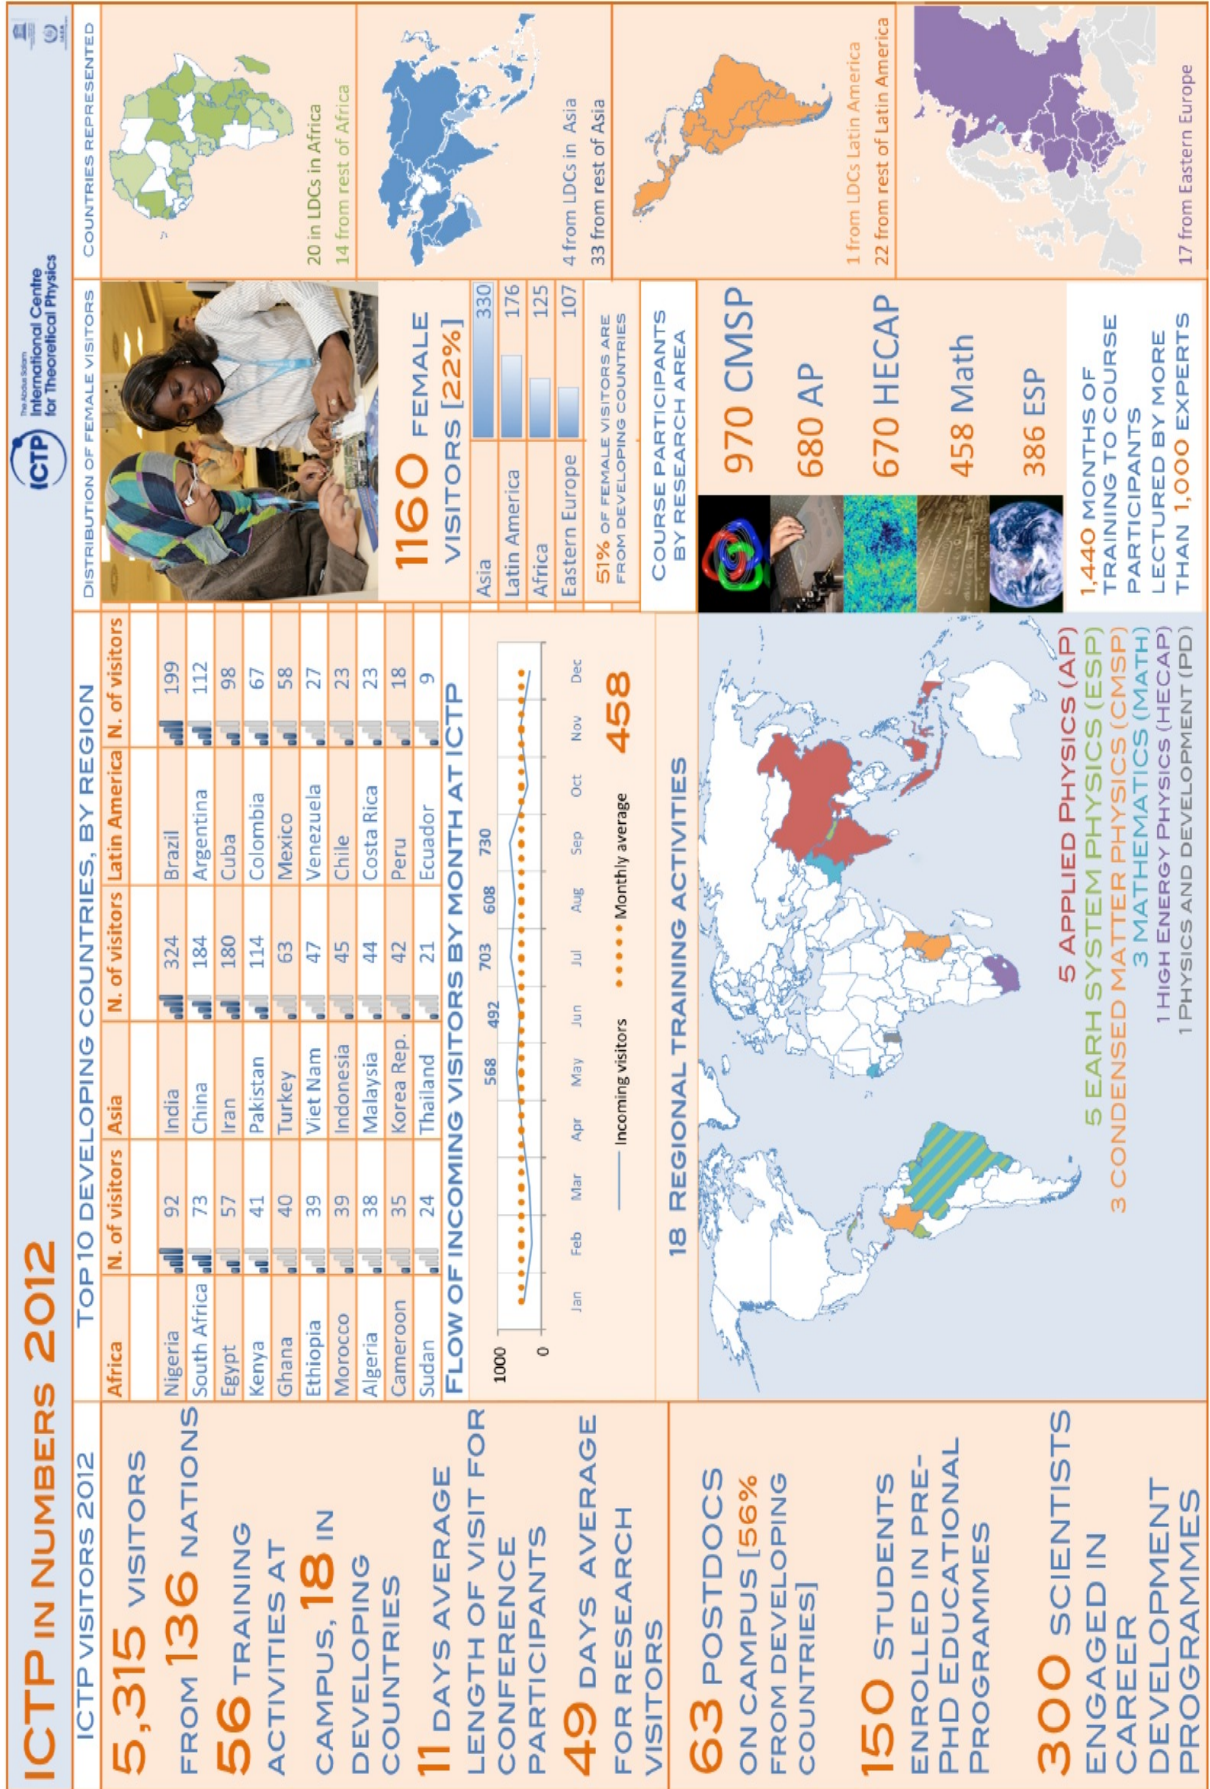 ICTP IN NUMBERS 2012
The Abdus Salam
International Centre
for Theoretical Physics
ICTP
ICTP VISITORS 2012
5,315 VISITORS
FROM 136 NATIONS
56 TRAINING
ACTIVITIES AT
CAMPUS, 18 IN
DEVELOPING
COUNTRIES
11 DAYS AVERAGE
LENGTH OF VISIT FOR
CONFERENCE
PARTICIPANTS
49 DAYS AVERAGE
FOR RESEARCH
VISITORS
63 POSTDOCS
ON CAMPUS [56%
FROM DEVELOPING
COUNTRIES]
150 STUDENTS
ENROLLED IN PRE-
PHD EDUCATIONAL
PROGRAMMES
300 SCIENTISTS
ENGAGED IN
CAREER
DEVELOPMENT
PROGRAMMES
TOP 10 DEVELOPING COUNTRIES, BY REGION
Africa N. of visitors Asia N. of visitors Latin America N. of visitors
Nigeria 92 India 324 Brazil 199
South Africa 73 China 184 Argentina 112
Egypt 57 Iran 180 Cuba 98
Kenya 41 Pakistan 114 Colombia 67
Ghana 40 Turkey 63 Mexico 58
Ethiopia 39 Viet Nam 47 Venezuela 27
Morocco 39 Indonesia 45 Chile 23
Algeria 38 Malaysia 44 Costa Rica 23
Cameroon 35 Korea Rep. 42 Peru 18
Sudan 24 Thailand 21 Ecuador 9
FLOW OF INCOMING VISITORS BY MONTH AT ICTP
568 492 703 608 730
1000
0
Jan Feb Mar Apr May Jun Jul Aug Sep Oct Nov Dec
Incoming visitors Monthly average 458
18 REGIONAL TRAINING ACTIVITIES
5 APPLIED PHYSICS (AP)
5 EARH SYSTEM PHYSICS (ESP)
3 CONDENSED MATTER PHYSICS (CMSP)
3 MATHEMATICS (MATH)
1 HIGH ENERGY PHYSICS (HECAP)
1 PHYSICS AND DEVELOPMENT (PD)
DISTRIBUTION OF FEMALE VISITORS
1160 FEMALE
VISITORS [22%]
Asia 330
Latin America 176
Africa 125
Eastern Europe 107
51% OF FEMALE VISITORS ARE
FROM DEVELOPING COUNTRIES
COURSE PARTICIPANTS
BY RESEARCH AREA
970 CMSP
680 AP
670 HECAP
458 Math
386 ESP
1,440 MONTHS OF
TRAINING TO COURSE
PARTICIPANTS
LECTURED BY MORE
THAN 1,000 EXPERTS
COUNTRIES REPRESENTED
20 in LDCs in Africa
14 from rest of Africa
4 from LDCs in Asia
33 from rest of Asia
1 from LDCs Latin America
22 from rest of Latin America
17 from Eastern Europe